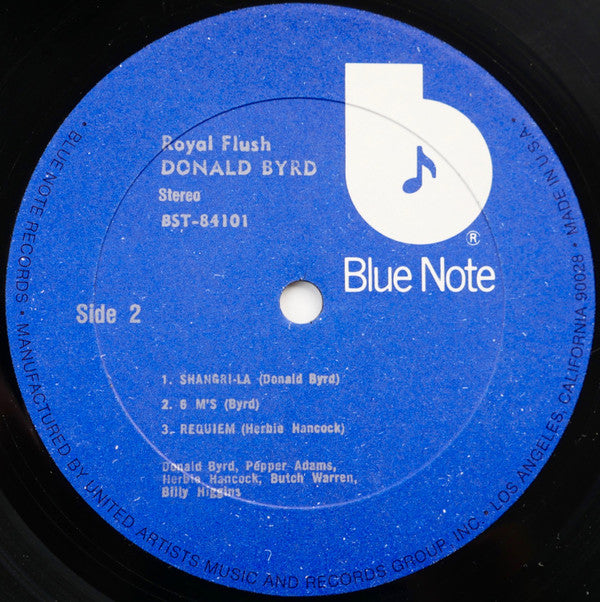 Royal Flush
DONALD BYRD
Stereo
BST-84101
®
Blue Note
Side 2
1. SHANGRI-LA (Donald Byrd)
2. 6 M'S (Byrd)
3. REQUIEM (Herbie Hancock)
Donald Byrd, Pepper Adams,
Herbie Hancock, Butch Warren,
Billy Higgins
• BLUE NOTE RECORDS • MANUFACTURED BY UNITED ARTISTS MUSIC AND RECORDS GROUP, INC. • LOS ANGELES, CALIFORNIA 90028 • MADE IN U.S.A. •